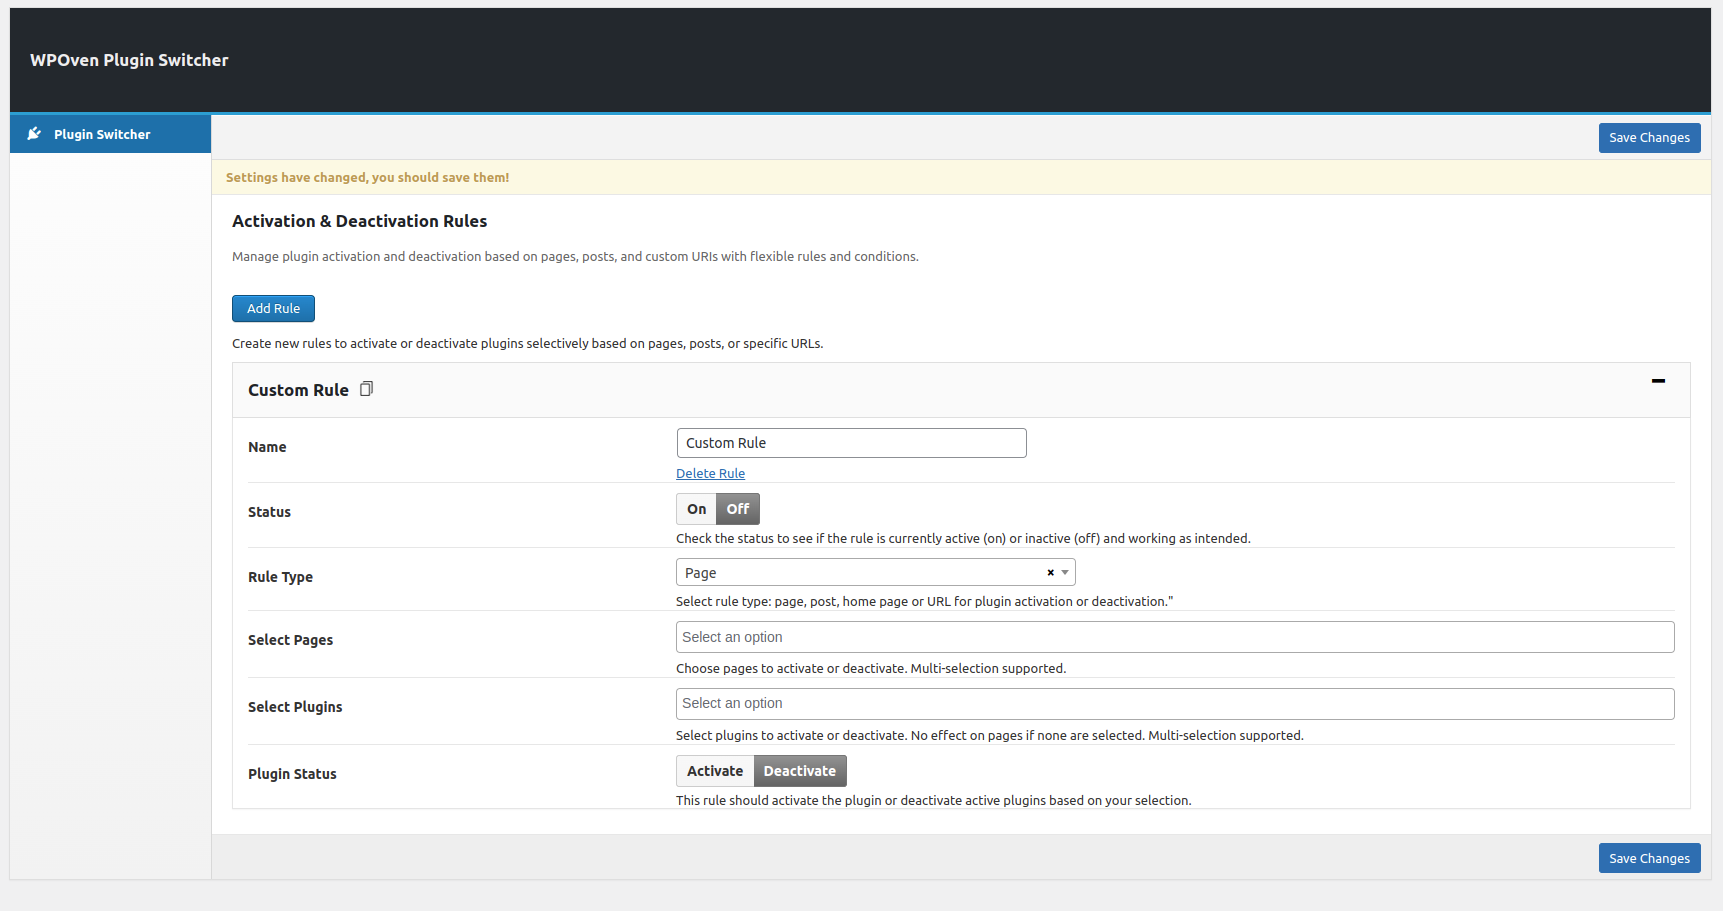 WPOven Plugin Switcher
Plugin Switcher
Save Changes
Settings have changed, you should save them!
Activation & Deactivation Rules
Manage plugin activation and deactivation based on pages, posts, and custom URIs with flexible rules and conditions.
Add Rule
Create new rules to activate or deactivate plugins selectively based on pages, posts, or specific URLs.
Custom Rule
Name
Custom Rule
Delete Rule
Status
On Off
Check the status to see if the rule is currently active (on) or inactive (off) and working as intended.
Rule Type
Page
Select rule type: page, post, home page or URL for plugin activation or deactivation."
Select Pages
Select an option
Choose pages to activate or deactivate. Multi-selection supported.
Select Plugins
Select an option
Select plugins to activate or deactivate. No effect on pages if none are selected. Multi-selection supported.
Plugin Status
Activate Deactivate
This rule should activate the plugin or deactivate active plugins based on your selection.
Save Changes